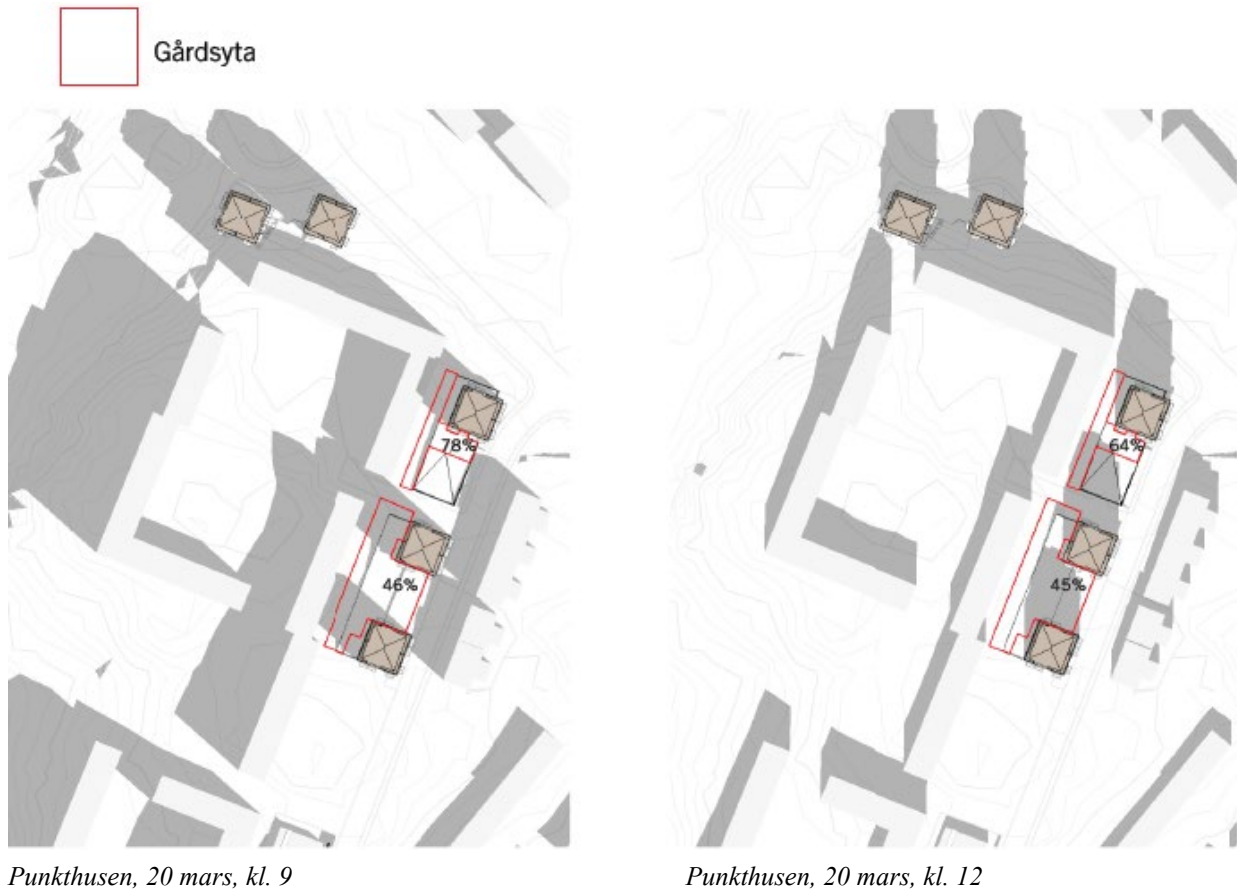 Gårdsyta
78%
46%
64%
45%
Punkthusen, 20 mars, kl. 9
Punkthusen, 20 mars, kl. 12